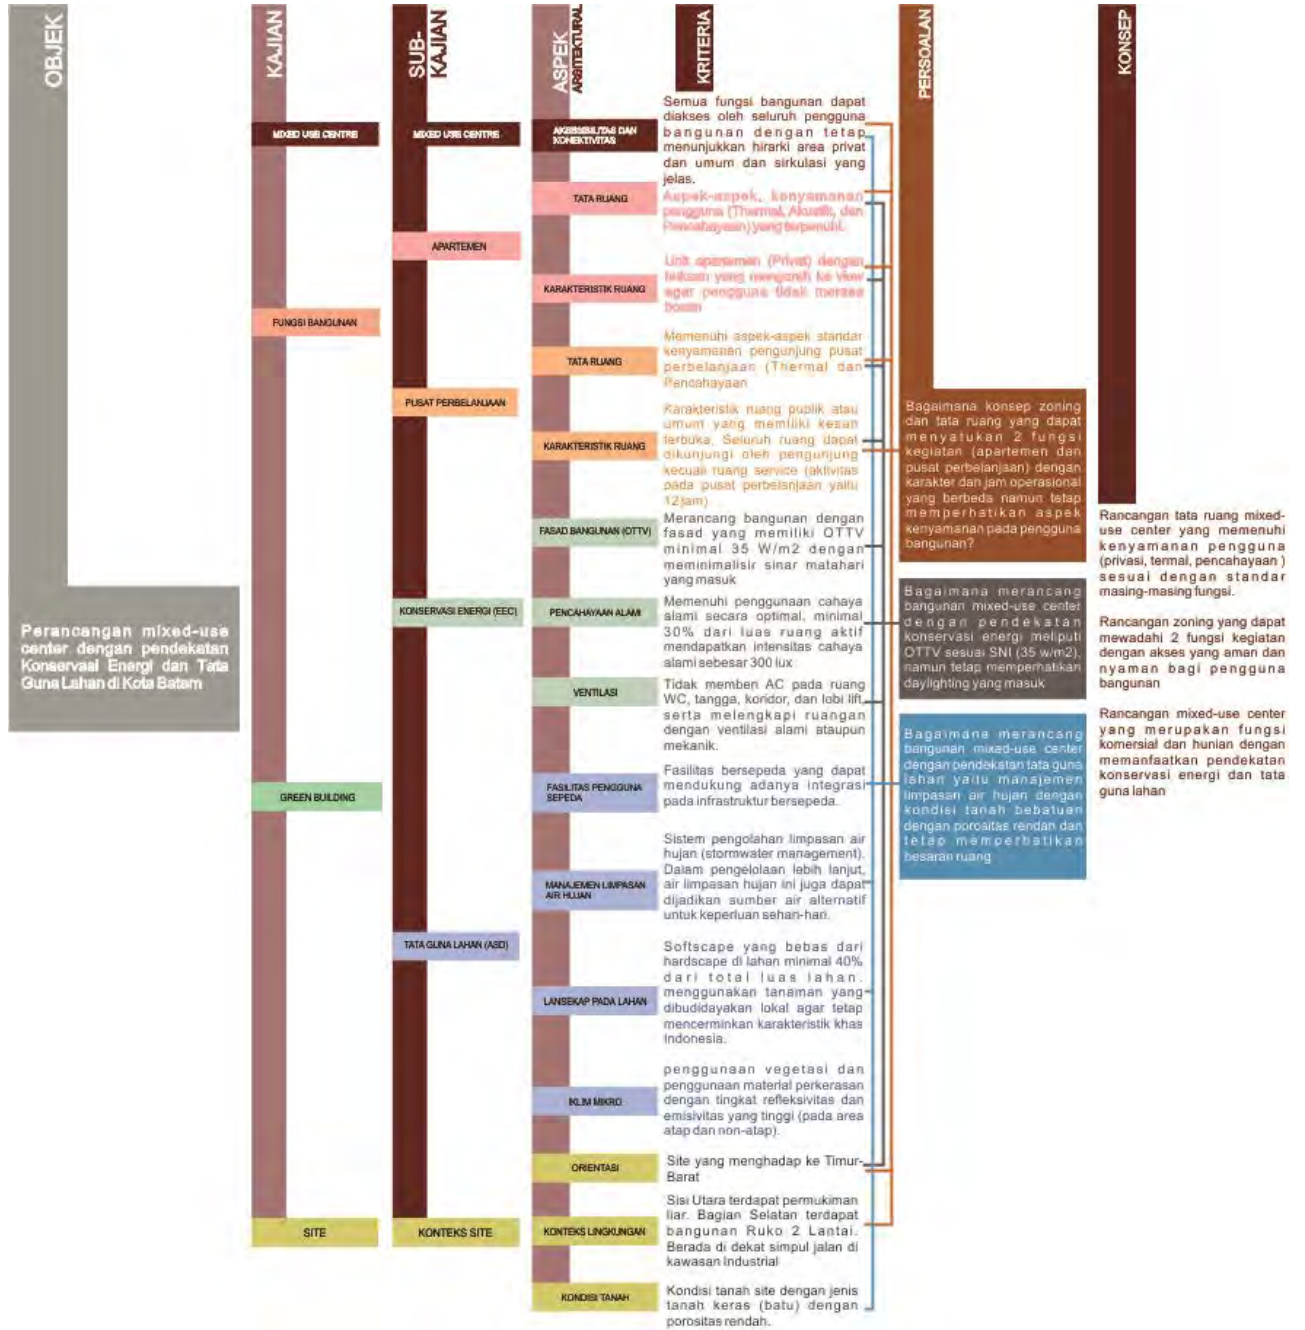 OBJEK
Perancangan mixed-use
center dengan pendekatan
Konservasi Energi dan Tata
Guna Lahan di Kota Batam
KAJIAN
MIXED USE CENTRE
FUNGSI BANGUNAN
GREEN BUILDING
SITE
SUB-
KAJIAN
MIXED USE CENTRE
APARTEMEN
PUSAT PERBELANJAAN
KONSERVASI ENERGI (EEC)
TATA GUNA LAHAN (ASD)
KONTEKS SITE
ASPEK
ARSITEKTURAL
AKSESIBILITAS DAN
KONEKTIVITAS
TATA RUANG
KARAKTERISTIK RUANG
TATA RUANG
KARAKTERISTIK RUANG
FASAD BANGUNAN (OTTV)
PENCAHAYAAN ALAMI
VENTILASI
FASILITAS PENGGUNA
SEPEDA
MANAJEMEN LIMPASAN
AIR HUJAN
LANSEKAP PADA LAHAN
IKLIM MIKRO
ORIENTASI
KONTEKS LINGKUNGAN
KONDISI TANAH
KRITERIA
Semua fungsi bangunan dapat
diakses oleh seluruh pengguna
bangunan dengan tetap
menunjukkan hirarki area privat
dan umum dan sirkulasi yang
jelas.
Aspek-aspek, kenyamanan
pengguna (Thermal, Akustik, dan
Pencahayaan) yang terpenuhi.
Unit apartemen (Privat) dengan
bukaan yang mengarah ke view
agar pengguna tidak merasa
bosan
Memenuhi aspek-aspek standar
kenyamanan pengunjung pusat
perbelanjaan (Thermal dan
Pencahayaan
Karakteristik ruang publik atau
umum yang memiliki kesan
terbuka. Seluruh ruang dapat
dikunjungi oleh pengunjung
kecuali ruang service (aktivitas
pada pusat perbelanjaan yaitu
12jam)
Merancang bangunan dengan
fasad yang memiliki OTTV
minimal 35 W/m2 dengan
meminimalisir sinar matahari
yang masuk
Memenuhi penggunaan cahaya
alami secara optimal, minimal
30% dari luas ruang aktif
mendapatkan intensitas cahaya
alami sebesar 300 lux
Tidak memberi AC pada ruang
WC, tangga, koridor, dan lobi lift,
serta melengkapi ruangan
dengan ventilasi alami ataupun
mekanik.
Fasilitas bersepeda yang dapat
mendukung adanya integrasi
pada infrastruktur bersepeda.
Sistem pengolahan limpasan air
hujan (stormwater management).
Dalam pengelolaan lebih lanjut,
air limpasan hujan ini juga dapat
dijadikan sumber air alternatif
untuk keperluan sehari-hari.
Softscape yang bebas dari
hardscape di lahan minimal 40%
dari total luas lahan.
menggunakan tanaman yang
dibudidayakan lokal agar tetap
mencerminkan karakteristik khas
Indonesia.
penggunaan vegetasi dan
penggunaan material perkerasan
dengan tingkat refleksivitas dan
emisivitas yang tinggi (pada area
atap dan non-atap).
Site yang menghadap ke Timur-
Barat
Sisi Utara terdapat permukiman
liar. Bagian Selatan terdapat
bangunan Ruko 2 Lantai.
Berada di dekat simpul jalan di
kawasan Industrial
Kondisi tanah site dengan jenis
tanah keras (batu) dengan
porositas rendah.
PERSOALAN
Bagaimana konsep zoning
dan tata ruang yang dapat
menyatukan 2 fungsi
kegiatan (apartemen dan
pusat perbelanjaan) dengan
karakter dan jam operasional
yang berbeda namun tetap
memperhatikan aspek
kenyamanan pada pengguna
bangunan?
Bagaimana merancang
bangunan mixed-use center
dengan pendekatan
konservasi energi meliputi
OTTV sesuai SNI (35 w/m2),
namun tetap memperhatikan
daylighting yang masuk
Bagaimana merancang
bangunan mixed-use center
dengan pendekatan tata guna
lahan yaitu manajemen
limpasan air hujan dengan
kondisi tanah bebatuan
dengan porositas rendah dan
tetap memperhatikan
besaran ruang
KONSEP
Rancangan tata ruang mixed-
use center yang memenuhi
kenyamanan pengguna
(privasi, termal, pencahayaan )
sesuai dengan standar
masing-masing fungsi.
Rancangan zoning yang dapat
mewadahi 2 fungsi kegiatan
dengan akses yang aman dan
nyaman bagi pengguna
bangunan
Rancangan mixed-use center
yang merupakan fungsi
komersial dan hunian dengan
memanfaatkan pendekatan
konservasi energi dan tata
guna lahan